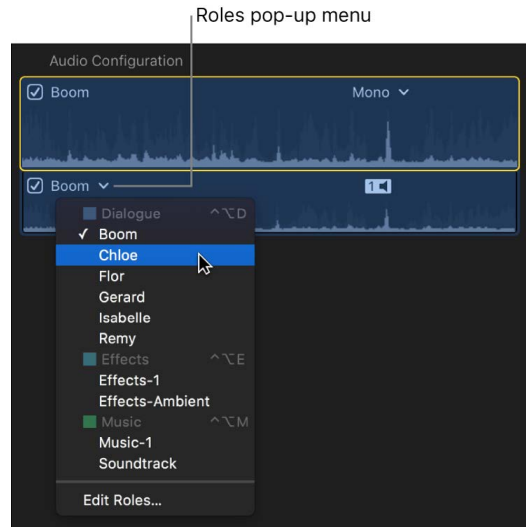 Roles pop-up menu
Audio Configuration
Boom Mono
Boom 1
Dialogue ^⌥D
✓ Boom
Chloe
Flor
Gerard
Isabelle
Remy
Effects ^⌥E
Effects-1
Effects-Ambient
Music ^⌥M
Music-1
Soundtrack
Edit Roles...